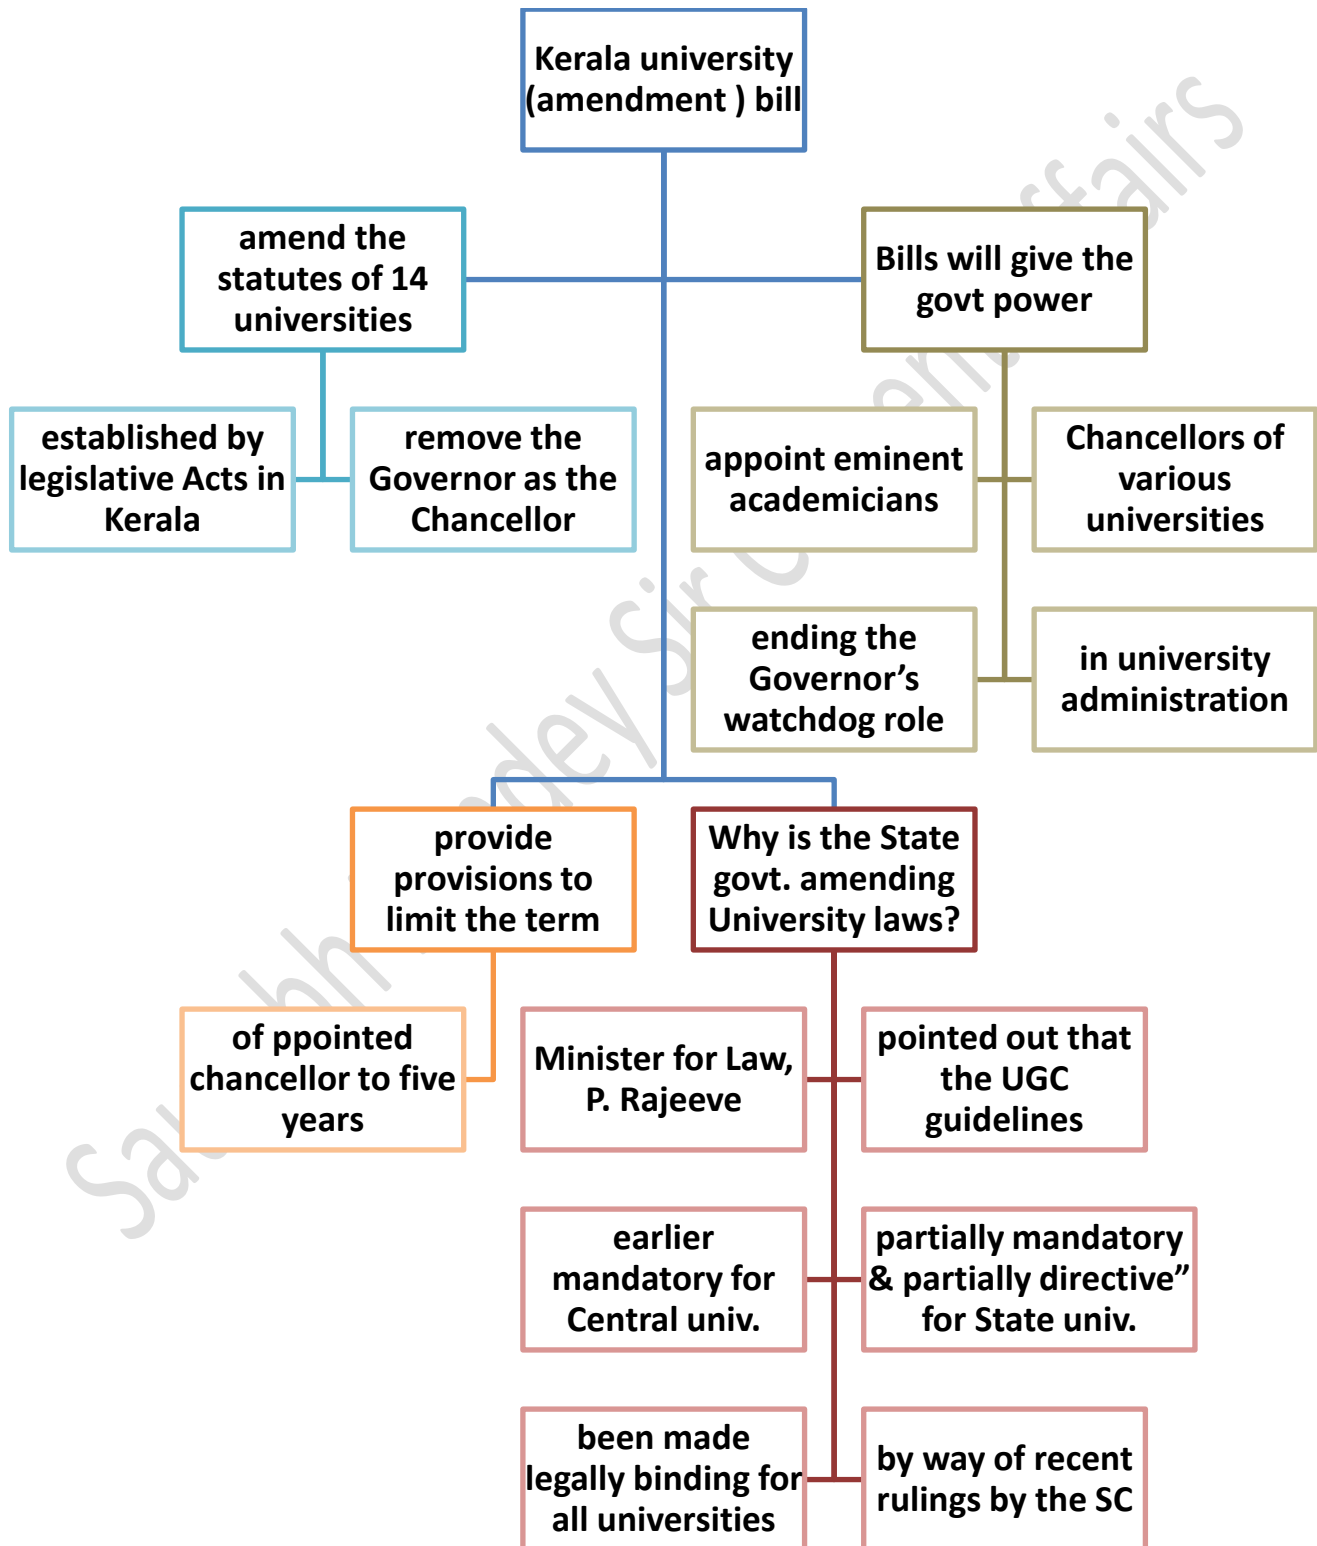 Kerala university
(amendment ) bill
amend the
statutes of 14
universities
Bills will give the
govt power
established by
legislative Acts in
Kerala
remove the
Governor as the
Chancellor
appoint eminent
academicians
Chancellors of
various
universities
ending the
Governor’s
watchdog role
in university
administration
provide
provisions to
limit the term
Why is the State
govt. amending
University laws?
of ppointed
chancellor to five
years
Minister for Law,
P. Rajeeve
pointed out that
the UGC
guidelines
earlier
mandatory for
Central univ.
partially mandatory
& partially directive”
for State univ.
been made
legally binding for
all universities
by way of recent
rulings by the SC